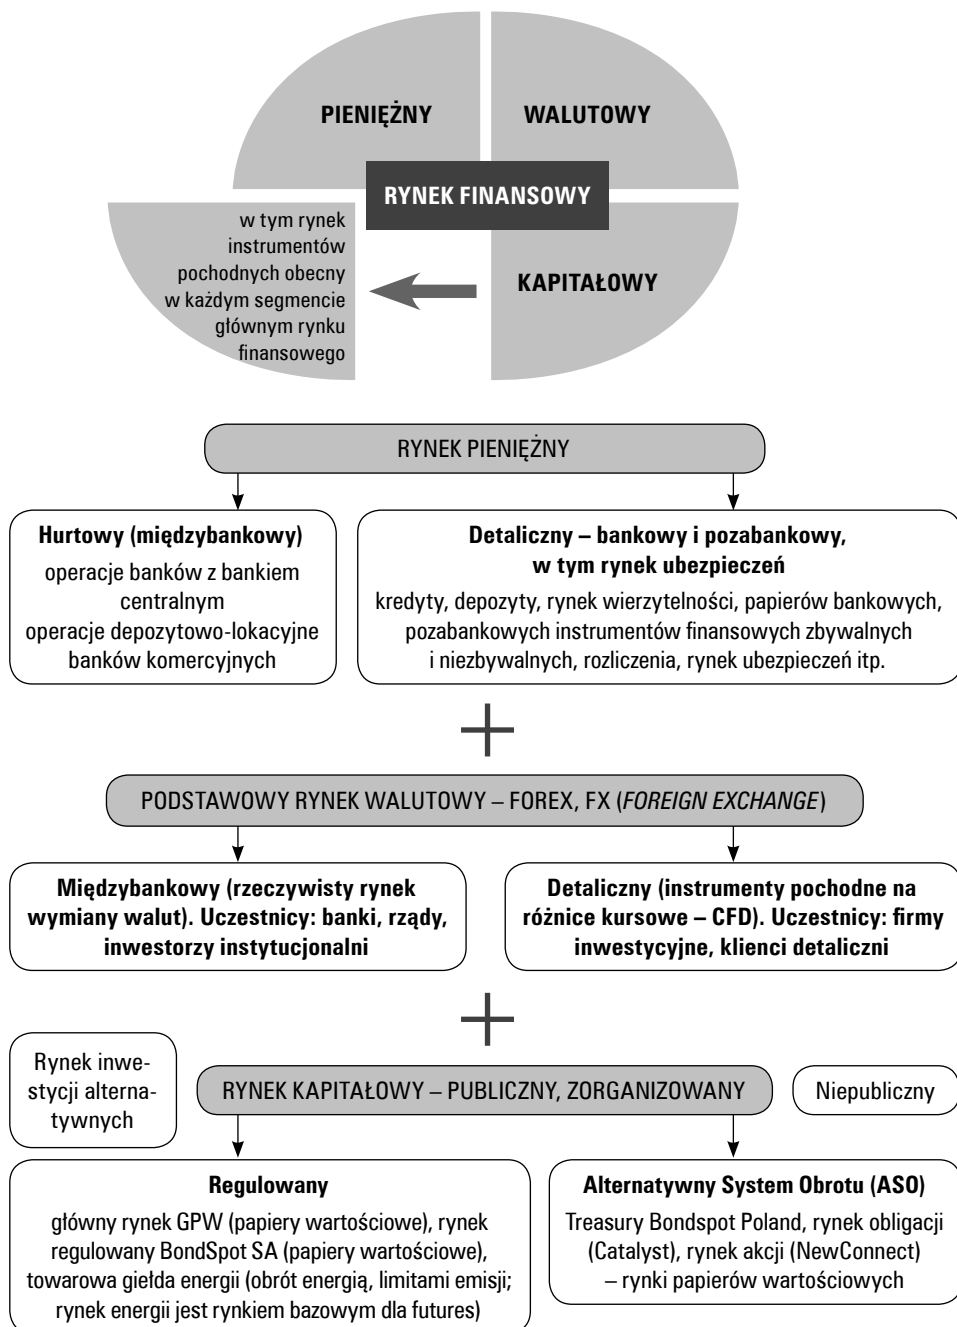 PIENIĘŻNY
WALUTOWY
RYNEK FINANSOWY
w tym rynek
instrumentów
pochodnych obecny
w każdym segmencie
głównym rynku
finansowego
KAPITAŁOWY
RYNEK PIENIĘŻNY
Hurtowy (międzybankowy)
operacje banków z bankiem
centralnym
operacje depozytowo-lokacyjne
banków komercyjnych
Detaliczny – bankowy i pozabankowy,
w tym rynek ubezpieczeń
kredyty, depozyty, rynek wierzytelności, papierów bankowych,
pozabankowych instrumentów finansowych zbywalnych
i niezbywalnych, rozliczenia, rynek ubezpieczeń itp.
PODSTAWOWY RYNEK WALUTOWY – FOREX, FX (FOREIGN EXCHANGE)
Międzybankowy (rzeczywisty rynek
wymiany walut). Uczestnicy: banki, rządy,
inwestorzy instytucjonalni
Detaliczny (instrumenty pochodne na
różnice kursowe – CFD). Uczestnicy: firmy
inwestycyjne, klienci detaliczni
Rynek inwe-
stycji alterna-
tywnych
RYNEK KAPITAŁOWY – PUBLICZNY, ZORGANIZOWANY
Niepubliczny
Regulowany
główny rynek GPW (papiery wartościowe), rynek
regulowany BondSpot SA (papiery wartościowe),
towarowa giełda energii (obrót energią, limitami emisji;
rynek energii jest rynkiem bazowym dla futures)
Alternatywny System Obrotu (ASO)
Treasury Bondspot Poland, rynek obligacji
(Catalyst), rynek akcji (NewConnect)
– rynki papierów wartościowych